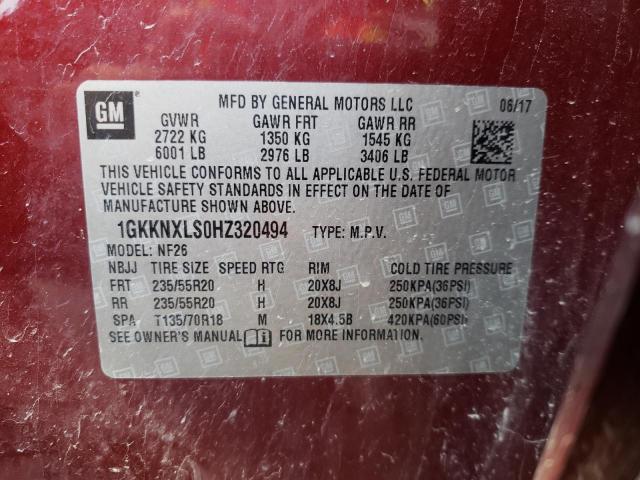 GM
MFD BY GENERAL MOTORS LLC 06/17
GVWR GAWR FRT GAWR RR
2722 KG 1350 KG 1545 KG
6001 LB 2976 LB 3406 LB
THIS VEHICLE CONFORMS TO ALL APPLICABLE U.S. FEDERAL MOTOR
VEHICLE SAFETY STANDARDS IN EFFECT ON THE DATE OF
MANUFACTURE SHOWN ABOVE.
1GKKNXLS0HZ320494 TYPE: M.P.V.
MODEL: NF26
NBJJ TIRE SIZE SPEED RTG RIM COLD TIRE PRESSURE
FRT 235/55R20 H 20X8J 250KPA(36PSI)
RR 235/55R20 H 20X8J 250KPA(36PSI)
SPA T135/70R18 M 18X4.5B 420KPA(60PSI)
SEE OWNER'S MANUAL FOR MORE INFORMATION.